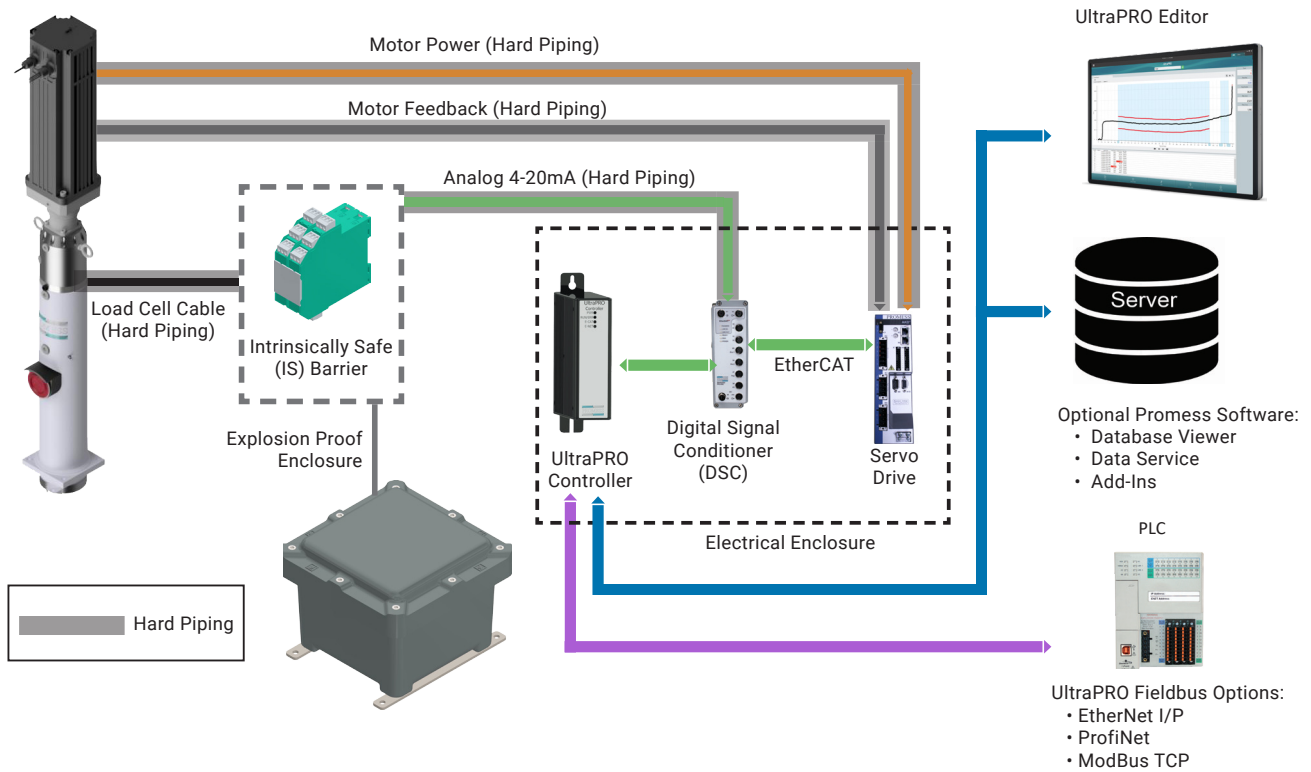 UltraPRO Editor
Motor Power (Hard Piping)
Motor Feedback (Hard Piping)
Analog 4-20mA (Hard Piping)
Load Cell Cable
(Hard Piping)
Intrinsically Safe
(IS) Barrier
Explosion Proof
Enclosure
UltraPRO
Controller
EtherCAT
PROMESS
UltraPRO
Controller
Digital Signal
Conditioner
(DSC)
Servo
Drive
Electrical Enclosure
Server
Optional Promess Software:
• Database Viewer
• Data Service
• Add-Ins
PLC
Hard Piping
UltraPRO Fieldbus Options:
• EtherNet I/P
• ProfiNet
• ModBus TCP